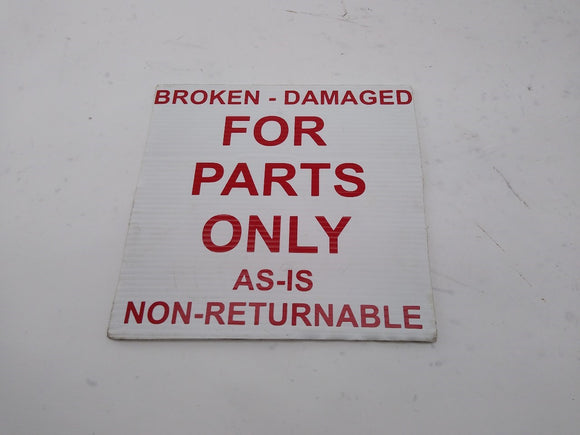 BROKEN - DAMAGED
FOR
PARTS
ONLY
AS-IS
NON-RETURNABLE